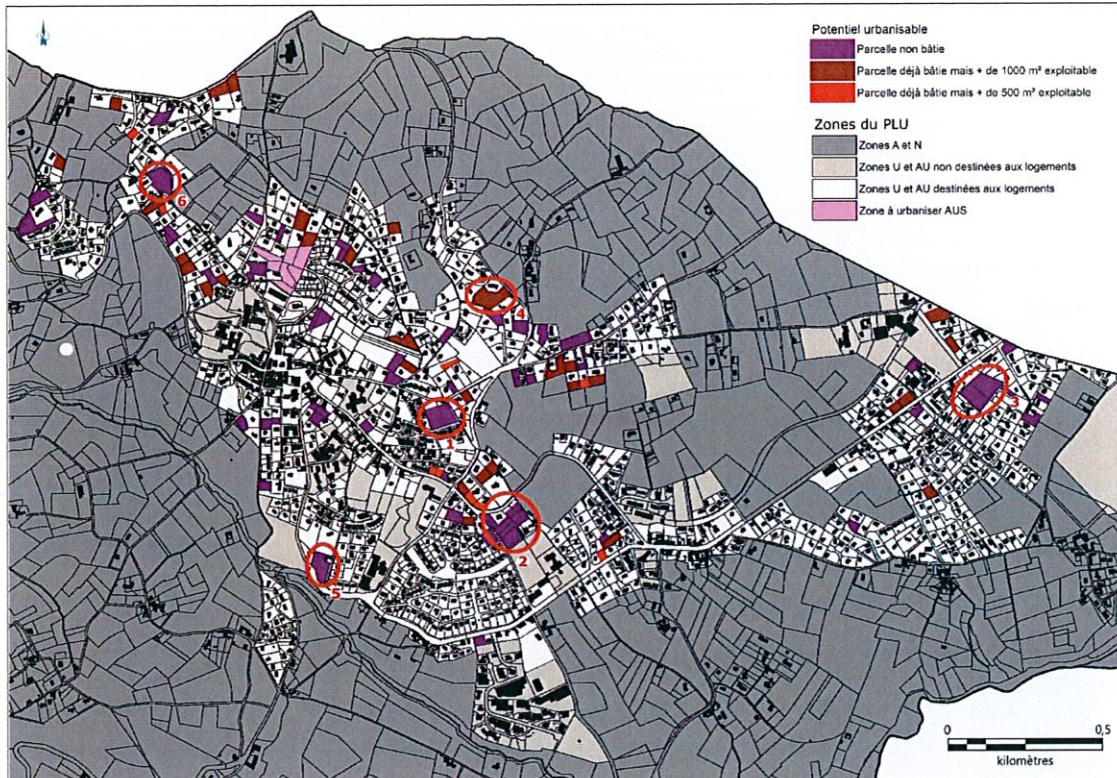 Potentiel urbanisable
Parcelle non bâtie
Parcelle déjà bâtie mais + de 1000 m² exploitable
Parcelle déjà bâtie mais + de 500 m² exploitable
Zones du PLU
Zones A et N
Zones U et AU non destinées aux logements
Zones U et AU destinées aux logements
Zone à urbaniser AUS
6
4
3
1
2
5
0 0,5
kilomètres